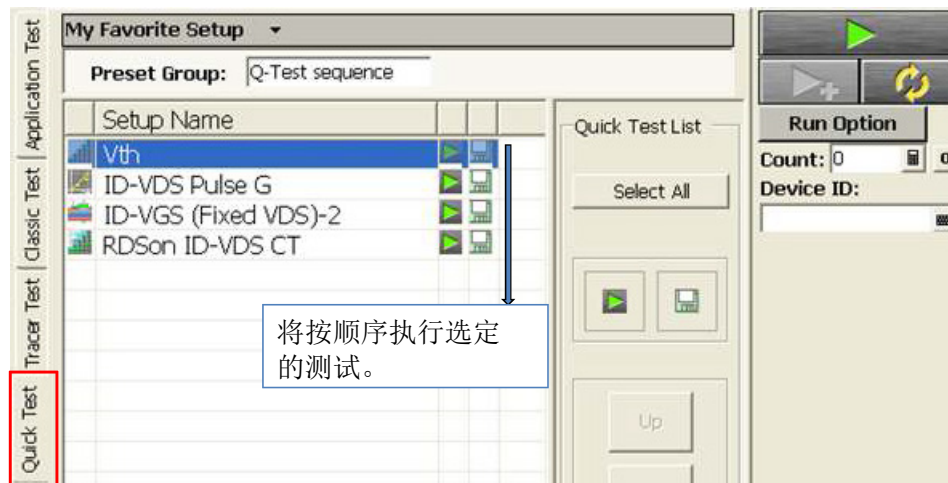 Application Test
Classic Test
Tracer Test
Quick Test
My Favorite Setup
Preset Group: Q-Test sequence
Setup Name
Vth
ID-VDS Pulse G
ID-VGS (Fixed VDS)-2
RDSon ID-VDS CT
将按顺序执行选定
的测试。
Quick Test List
Select All
Up
Run Option
Count: 0
Device ID: